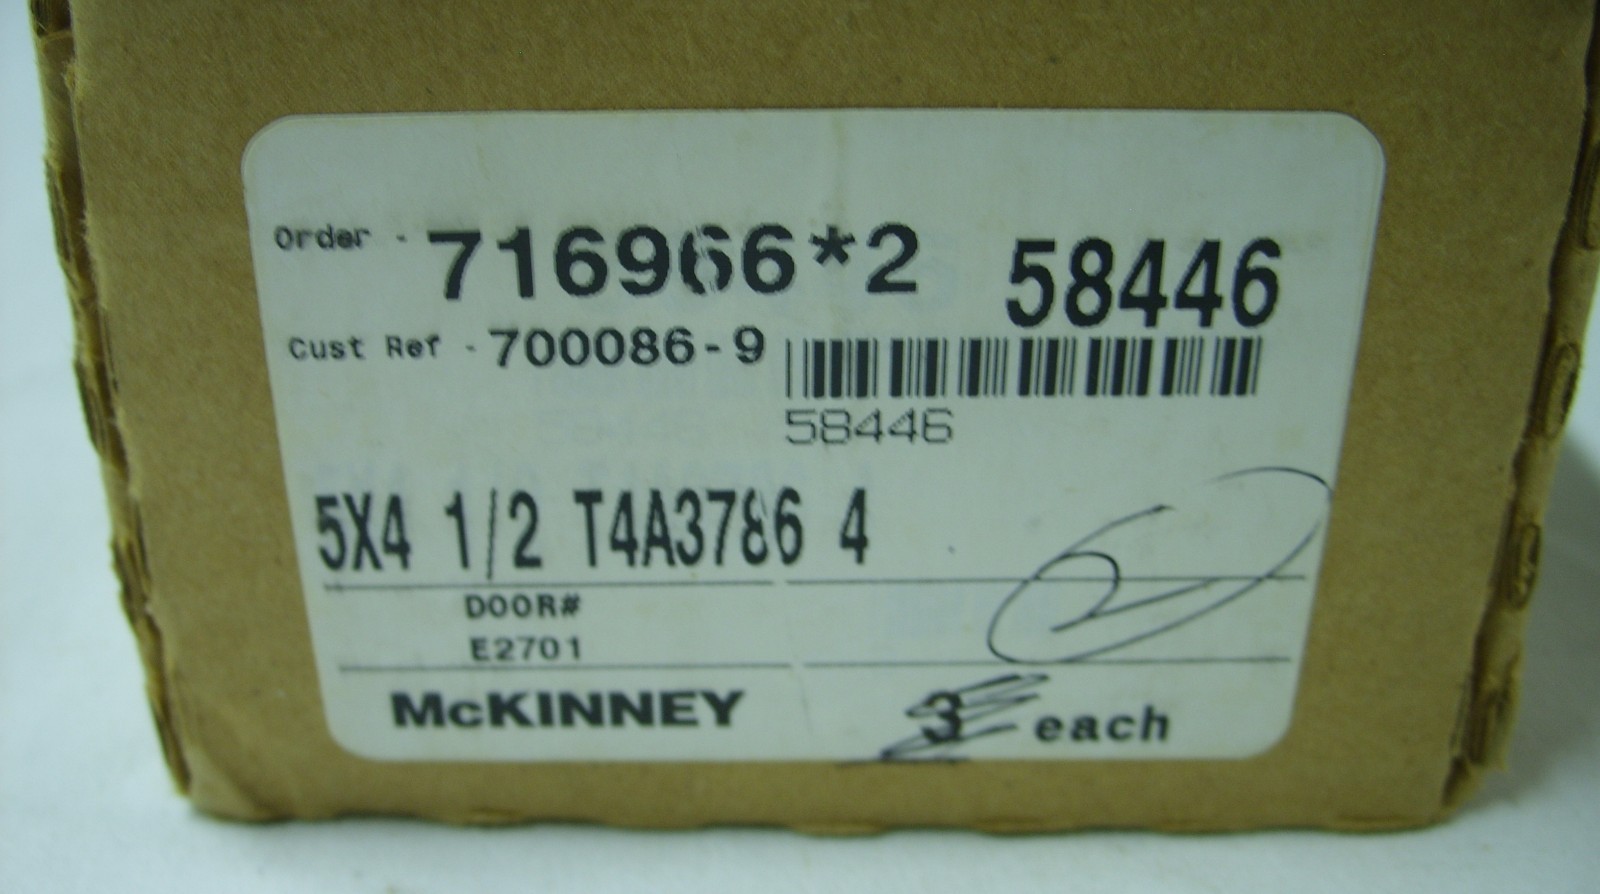 Order - 716966*2 58446
Cust Ref - 700086-9
58446
5X4 1/2 T4A3786 4
DOOR#
E2701
2
McKINNEY 3 each